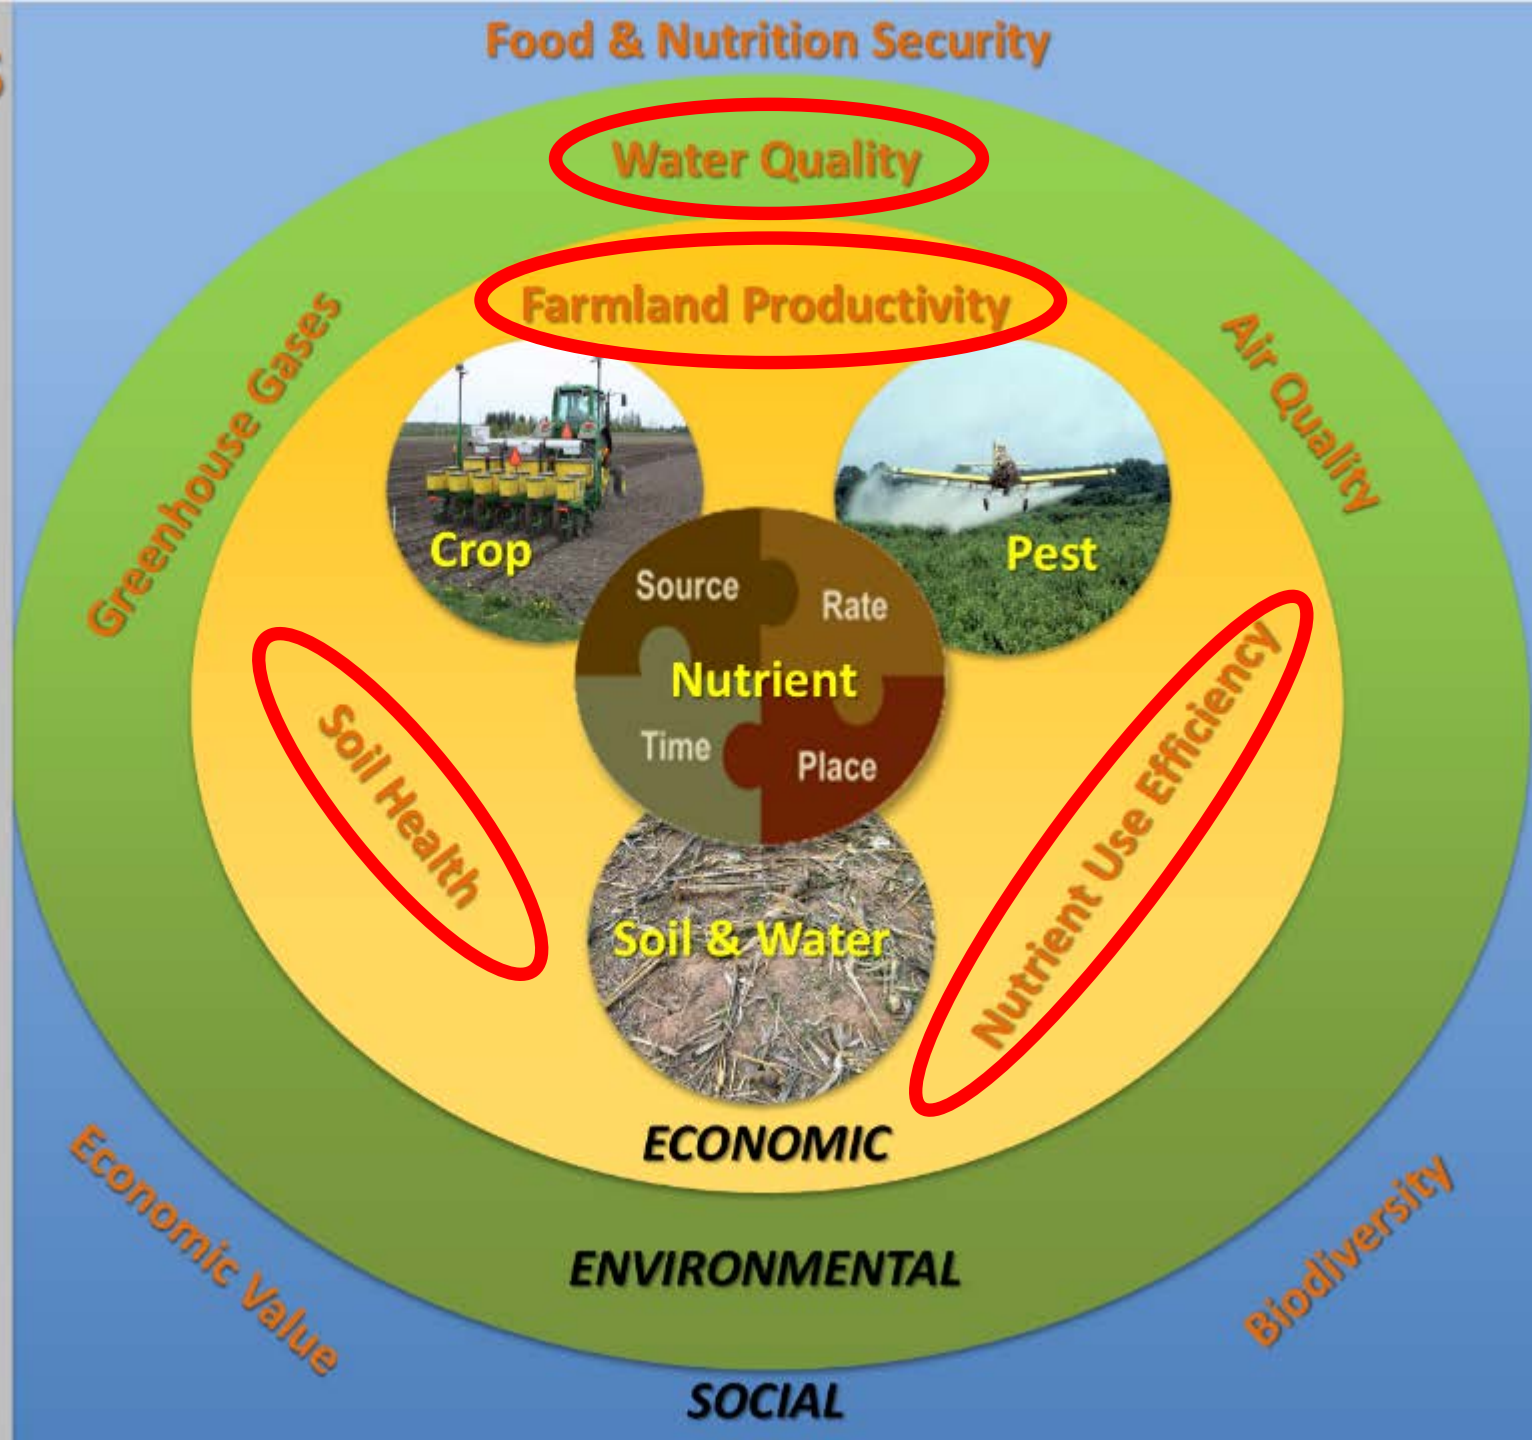 Food & Nutrition Security
Water Quality
Farmland Productivity
Greenhouse Gases
Air Quality
Crop
Pest
Source
Rate
Nutrient
Time
Place
Soil Health
Nutrient Use Efficiency
Soil & Water
ECONOMIC
Economic Value
ENVIRONMENTAL
Biodiversity
SOCIAL